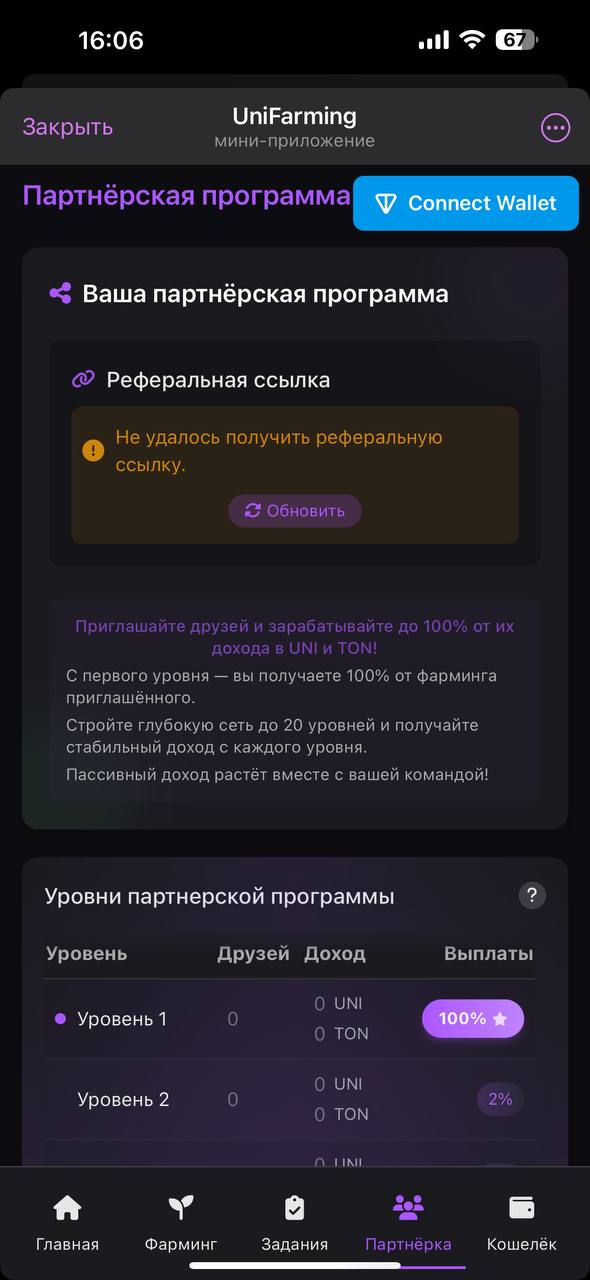 16:06
67
Закрыть
UniFarming
мини-приложение
Партнёрская программа
Connect Wallet
Ваша партнёрская программа
Реферальная ссылка
!
Не удалось получить реферальную
ссылку.
Обновить
Приглашайте друзей и зарабатывайте до 100% от их
дохода в UNI и TON!
С первого уровня — вы получаете 100% от фарминга
приглашённого.
Стройте глубокую сеть до 20 уровней и получайте
стабильный доход с каждого уровня.
Пассивный доход растёт вместе с вашей командой!
Уровни партнерской программы
?
Уровень Друзей Доход Выплаты
Уровень 1 0 0 UNI 100%
0 TON
Уровень 2 0 0 UNI 2%
0 TON
0 UNI
Главная Фарминг Задания Партнёрка Кошелёк